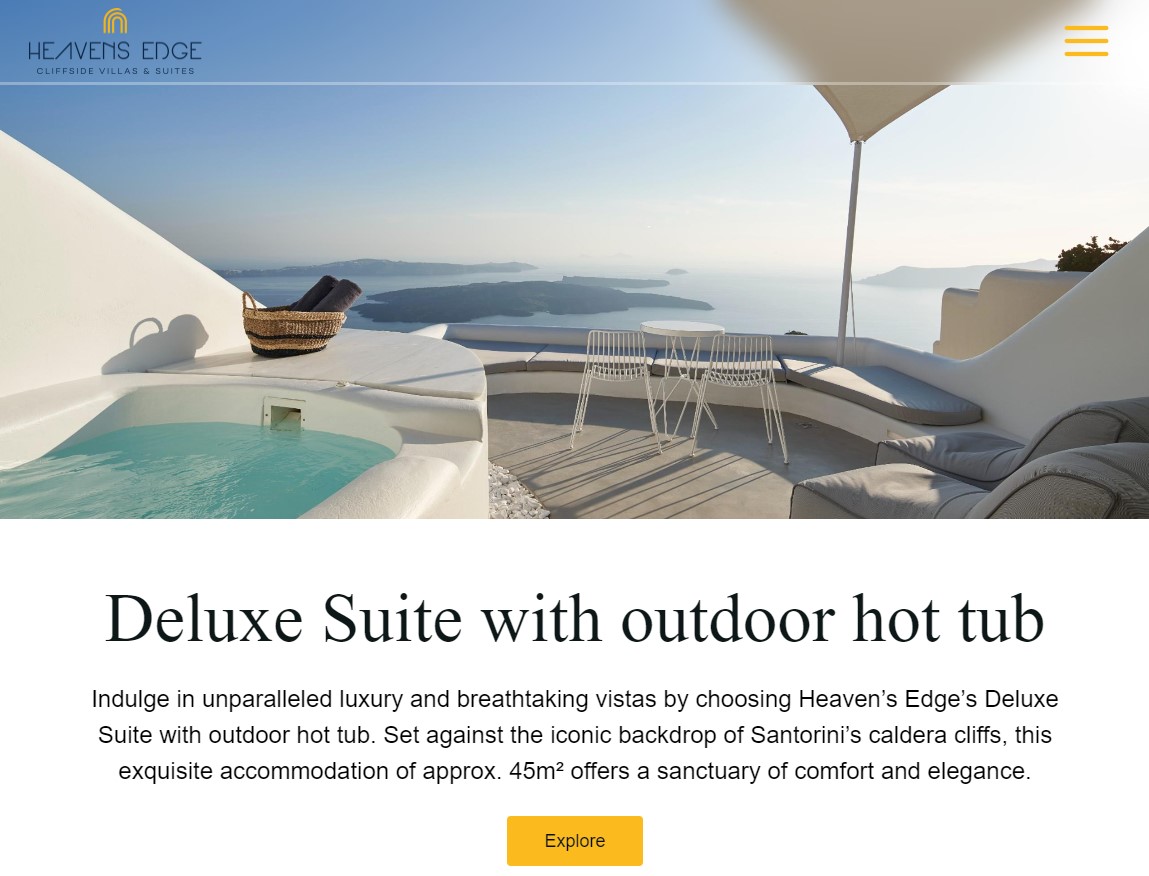 HEAVENS EDGE
CLIFFSIDE VILLAS & SUITES
Deluxe Suite with outdoor hot tub
Indulge in unparalleled luxury and breathtaking vistas by choosing Heaven’s Edge’s Deluxe
Suite with outdoor hot tub. Set against the iconic backdrop of Santorini’s caldera cliffs, this
exquisite accommodation of approx. 45m² offers a sanctuary of comfort and elegance.
Explore